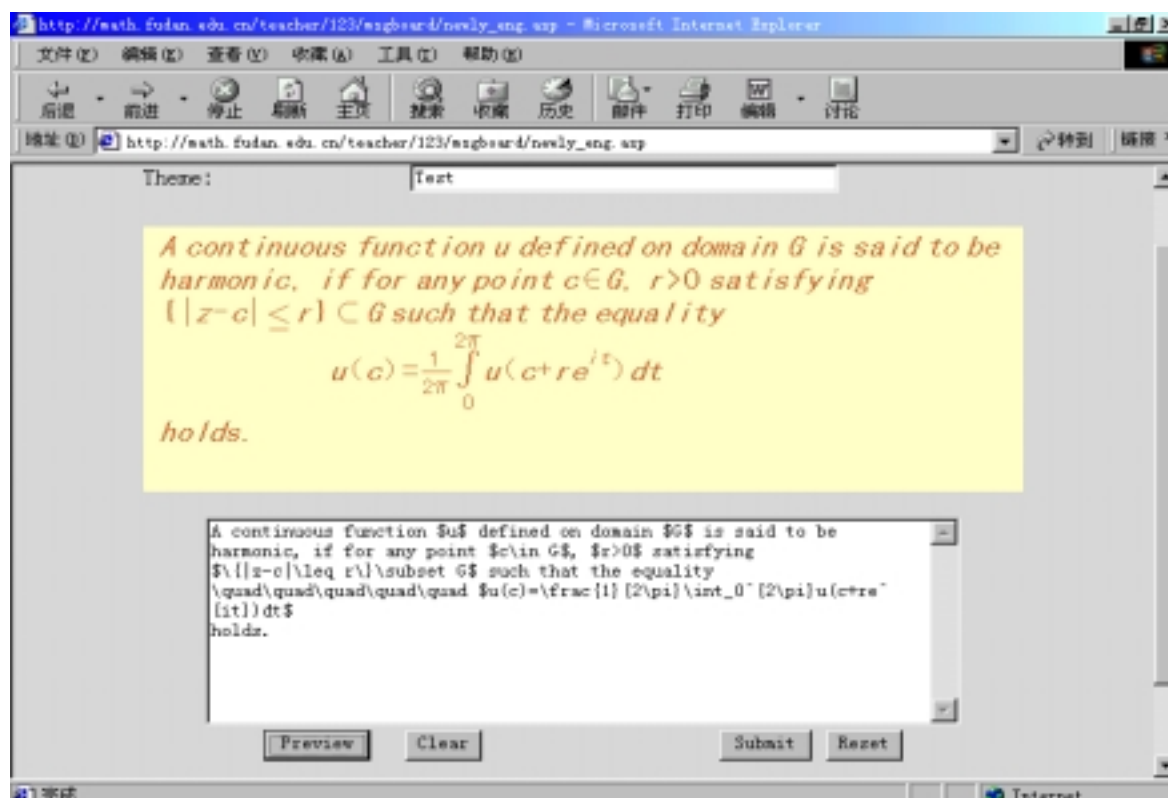 http://math.fudan.edu.cn/teacher/123/msgboard/newly_eng.asp - Microsoft Internet Explorer
文件(F) 编辑(E) 查看(V) 收藏(A) 工具(T) 帮助(H)
后退 前进 停止 刷新 主页 搜索 收藏 历史 邮件 打印 编辑 讨论
地址(D) http://math.fudan.edu.cn/teacher/123/msgboard/newly_eng.asp 转到 链接
Theme: Test
A continuous function u defined on domain G is said to be
harmonic, if for any point c∈G, r>0 satisfying
{|z-c| ≤ r} ⊂ G such that the equality
u(c)=1/2π ∫_0^2π u(c+re^it)dt
holds.
A continuous function $u$ defined on domain $G$ is said to be
harmonic, if for any point $c\in G$, $r>0$ satisfying
$\{|z-c|\leq r\}\subset G$ such that the equality
\quad\quad\quad\quad\quad $u(c)=\frac{1}{2\pi}\int_0^{2\pi}u(c+re^
{it})dt$
holds.
Preview Clear Submit Reset
完成 Internet